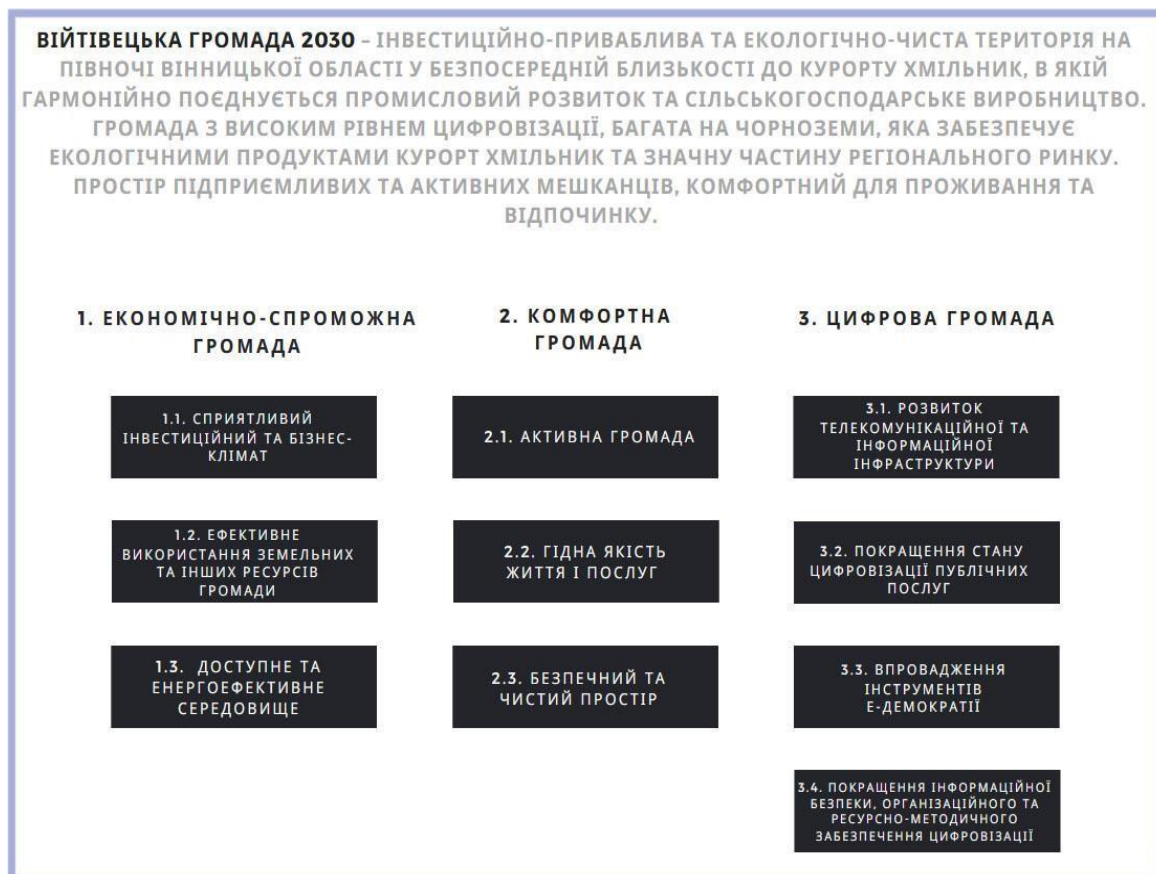 ВІЙТІВЕЦЬКА ГРОМАДА 2030 – ІНВЕСТИЦІЙНО-ПРИВАБЛИВА ТА ЕКОЛОГІЧНО-ЧИСТА ТЕРИТОРІЯ НА
ПІВНОЧІ ВІННИЦЬКОЇ ОБЛАСТІ У БЕЗПОСЕРЕДНІЙ БЛИЗЬКОСТІ ДО КУРОРТУ ХМІЛЬНИК, В ЯКІЙ
ГАРМОНІЙНО ПОЄДНУЄТЬСЯ ПРОМИСЛОВИЙ РОЗВИТОК ТА СІЛЬСЬКОГОСПОДАРСЬКЕ ВИРОБНИЦТВО.
ГРОМАДА З ВИСОКИМ РІВНЕМ ЦИФРОВІЗАЦІЇ, БАГАТА НА ЧОРНОЗЕМИ, ЯКА ЗАБЕЗПЕЧУЄ
ЕКОЛОГІЧНИМИ ПРОДУКТАМИ КУРОРТ ХМІЛЬНИК ТА ЗНАЧНУ ЧАСТИНУ РЕГІОНАЛЬНОГО РИНКУ.
ПРОСТІР ПІДПРИЄМЛИВИХ ТА АКТИВНИХ МЕШКАНЦІВ, КОМФОРТНИЙ ДЛЯ ПРОЖИВАННЯ ТА
ВІДПОЧИНКУ.
1. ЕКОНОМІЧНО-СПРОМОЖНА
ГРОМАДА
1.1. СПРИЯТЛИВИЙ
ІНВЕСТИЦІЙНИЙ ТА БІЗНЕС-
КЛІМАТ
1.2. ЕФЕКТИВНЕ
ВИКОРИСТАННЯ ЗЕМЕЛЬНИХ
ТА ІНШИХ РЕСУРСІВ
ГРОМАДИ
1.3. ДОСТУПНЕ ТА
ЕНЕРГОЕФЕКТИВНЕ
СЕРЕДОВИЩЕ
2. КОМФОРТНА
ГРОМАДА
2.1. АКТИВНА ГРОМАДА
2.2. ГІДНА ЯКІСТЬ
ЖИТТЯ І ПОСЛУГ
2.3. БЕЗПЕЧНИЙ ТА
ЧИСТИЙ ПРОСТІР
3. ЦИФРОВА ГРОМАДА
3.1. РОЗВИТОК
ТЕЛЕКОМУНІКАЦІЙНОЇ ТА
ІНФОРМАЦІЙНОЇ
ІНФРАСТРУКТУРИ
3.2. ПОКРАЩЕННЯ СТАНУ
ЦИФРОВІЗАЦІЇ ПУБЛІЧНИХ
ПОСЛУГ
3.3. ВПРОВАДЖЕННЯ
ІНСТРУМЕНТІВ
Е-ДЕМОКРАТІЇ
3.4. ПОКРАЩЕННЯ ІНФОРМАЦІЙНОЇ
БЕЗПЕКИ, ОРГАНІЗАЦІЙНОГО ТА
РЕСУРСНО-МЕТОДИЧНОГО
ЗАБЕЗПЕЧЕННЯ ЦИФРОВІЗАЦІЇ